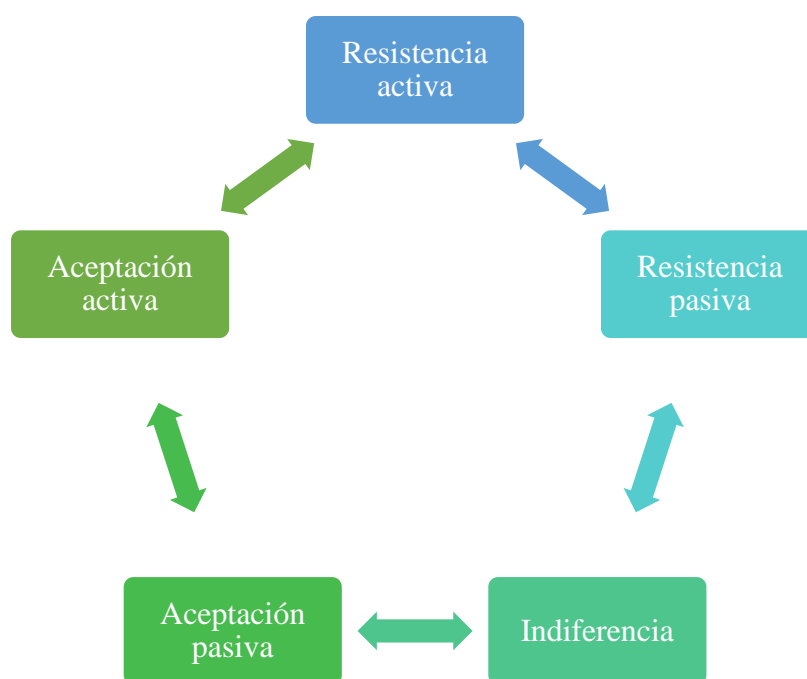 Resistencia
activa
Aceptación
activa
Resistencia
pasiva
Aceptación
pasiva
Indiferencia